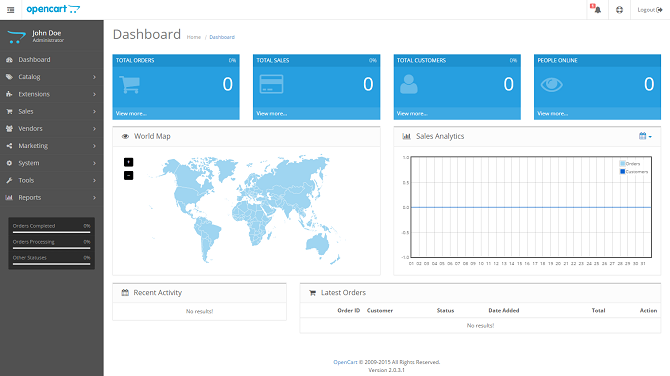 opencart
Logout
John Doe
Administrator
Dashboard
Catalog
Extensions
Sales
Vendors
Marketing
System
Tools
Reports
Orders Completed 0%
Orders Processing 0%
Other Statuses 0%
Dashboard
Home / Dashboard
TOTAL ORDERS 0%
0
View more...
TOTAL SALES 0%
0
View more...
TOTAL CUSTOMERS 0%
0
View more...
PEOPLE ONLINE
0
View more...
World Map
+
−
Sales Analytics
Orders
Customers
1.0
0.5
0.0
-0.5
-1.0
01 02 03 04 05 06 07 08 09 10 11 12 13 14 15 16 17 18 19 20 21 22 23 24 25 26 27 28 29 30 31
Recent Activity
No results!
Latest Orders
Order ID Customer Status Date Added Total Action
No results!
OpenCart © 2009-2015 All Rights Reserved.
Version 2.0.3.1